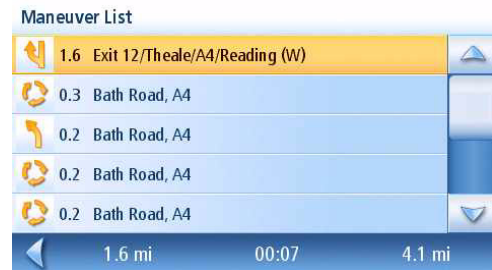 Maneuver List
1.6 Exit 12/Theale/A4/Reading (W)
0.3 Bath Road, A4
0.2 Bath Road, A4
0.2 Bath Road, A4
0.2 Bath Road, A4
1.6 mi 00:07 4.1 mi